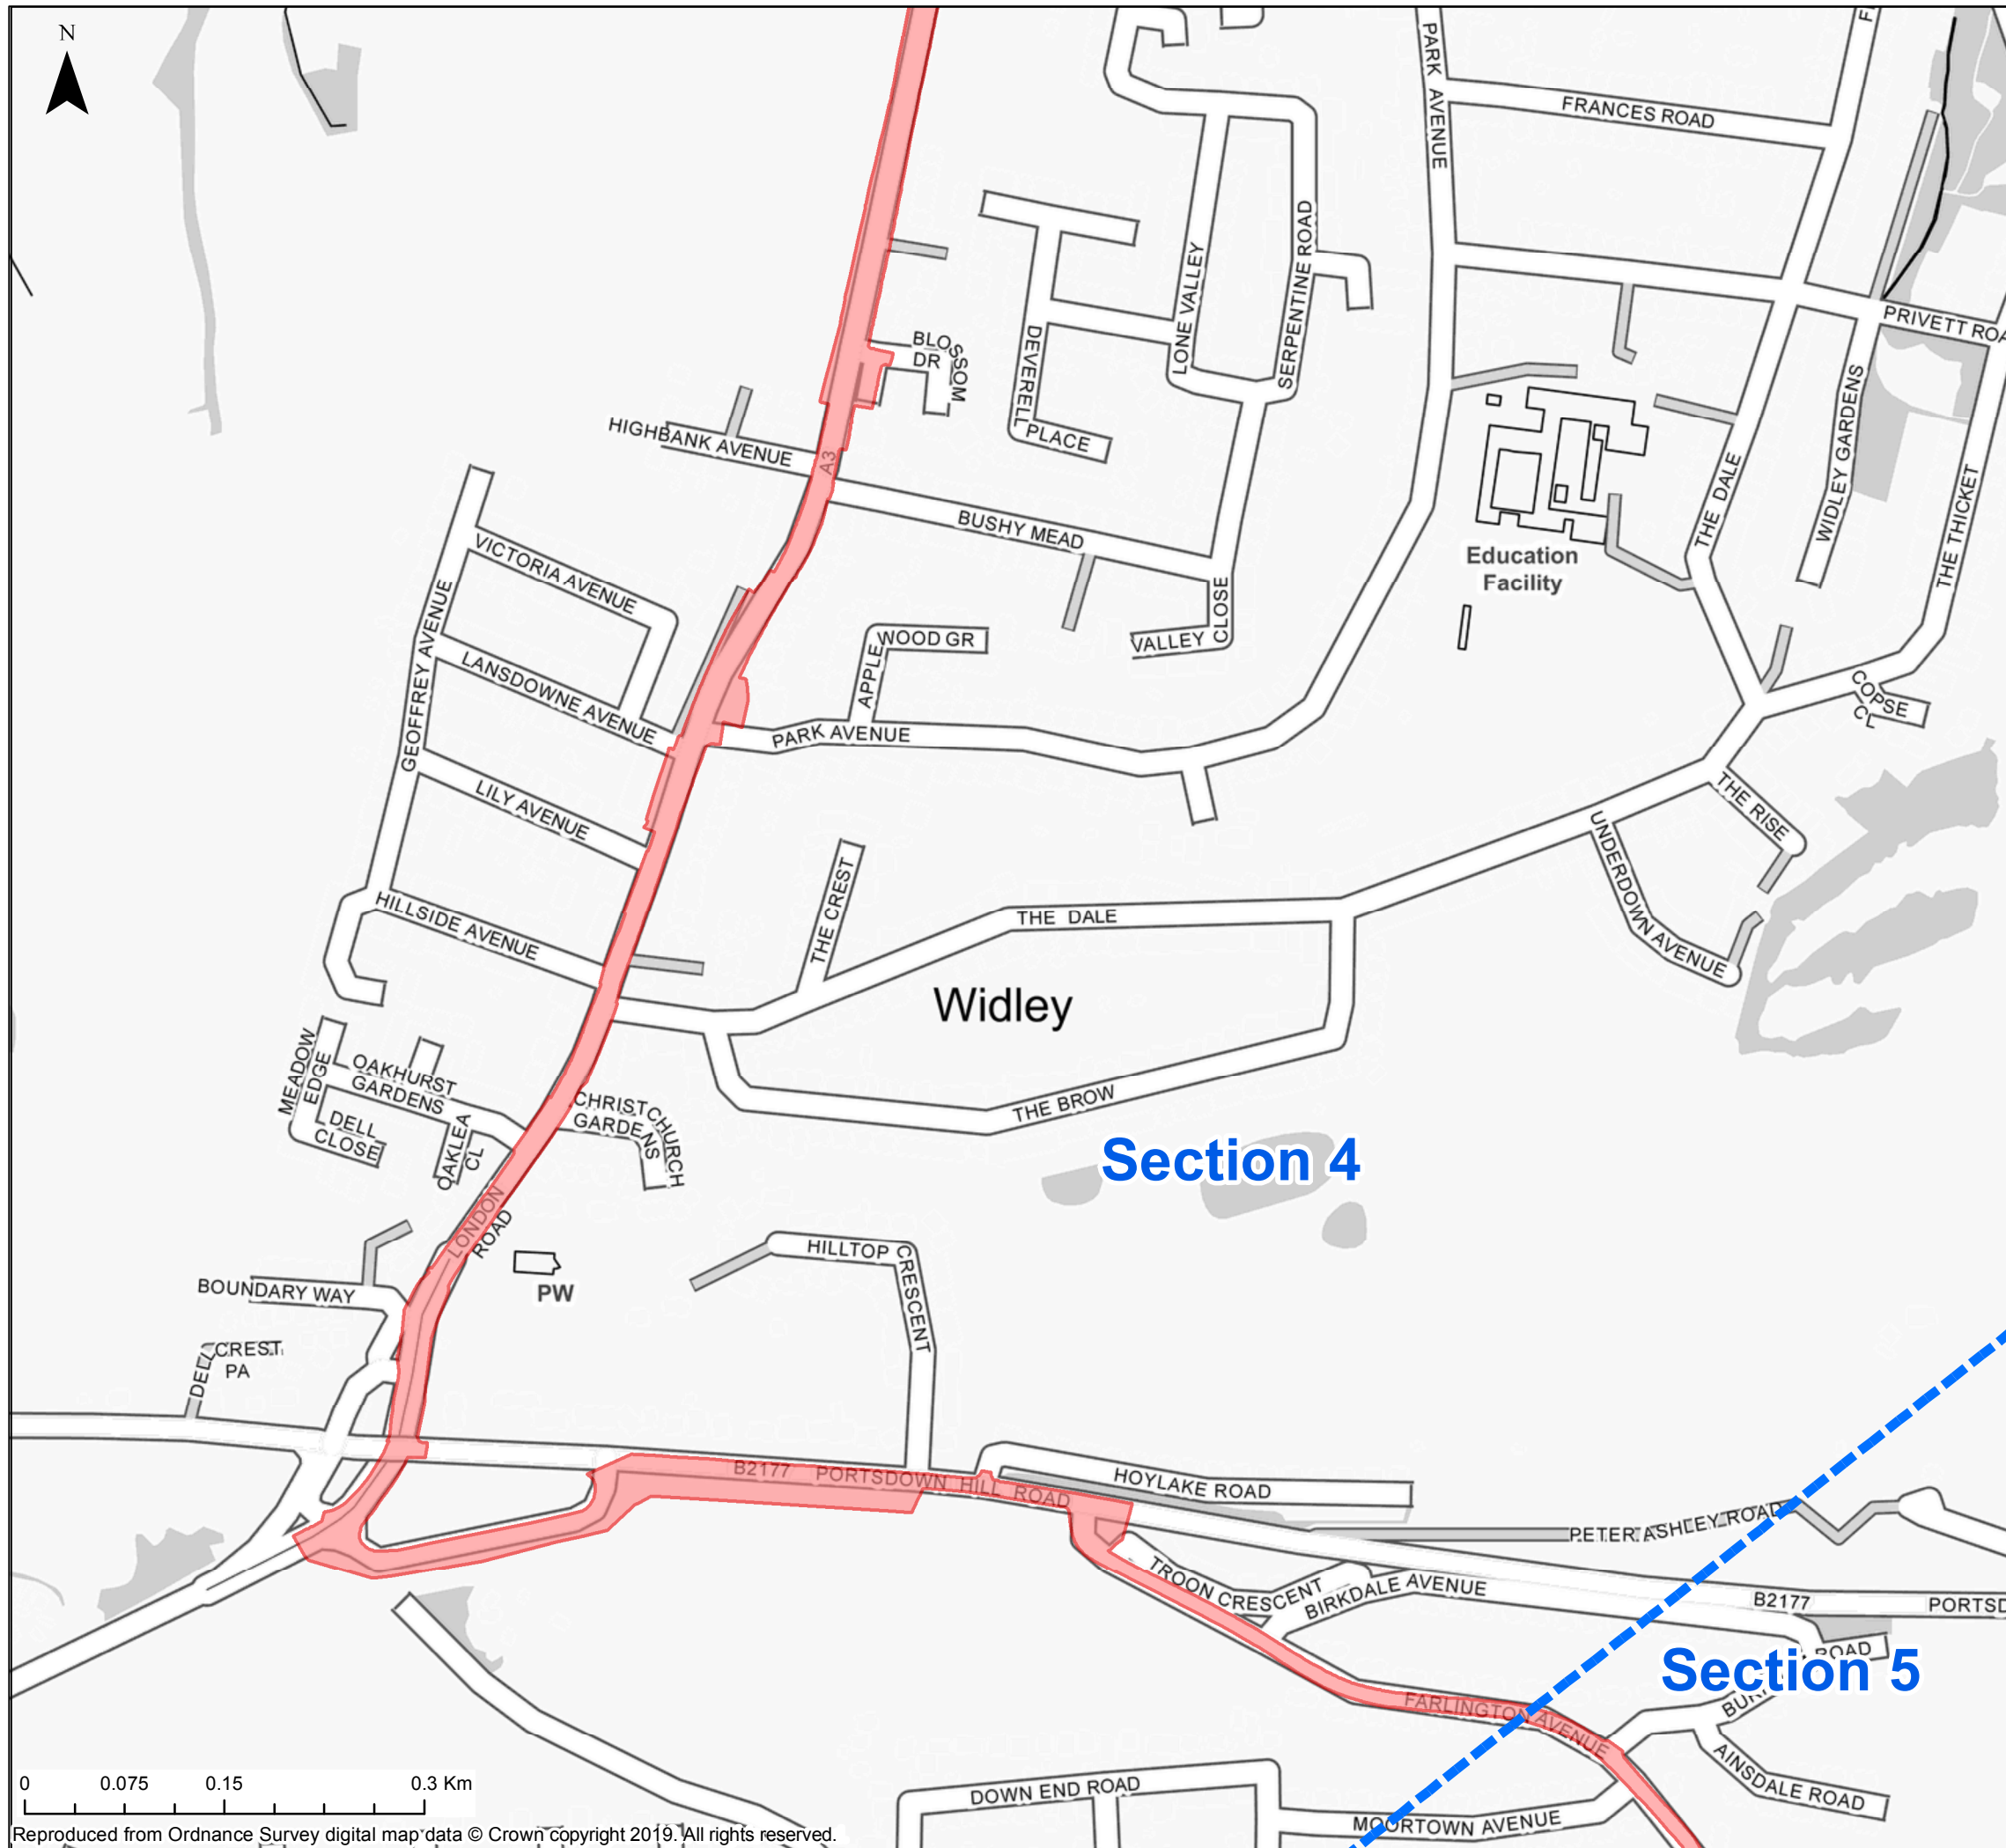 N
PARK AVENUE
FRANCES ROAD
PRIVETT ROA
LONE VALLEY
SERPENTINE ROAD
DEVERELL
PLACE
BLOSSOM
DR
HIGHBANK AVENUE
A3
BUSHY MEAD
WIDLEY GARDENS
THE DALE
THE THICKET
Education
Facility
VICTORIA AVENUE
GEOFFREY AVENUE
LANSDOWNE AVENUE
APPLE
WOOD GR
VALLEY
CLOSE
COPSE
CL
PARK AVENUE
LILY AVENUE
THE RISE
UNDERDOWN AVENUE
HILLSIDE AVENUE
THE CREST
THE DALE
Widley
MEADOW
EDGE
OAKHURST
GARDENS
DELL
CLOSE
OAKLEA
CL
CHRISTCHURCH
GARDENS
THE BROW
Section 4
LONDON
ROAD
PW
HILLTOP CRESCENT
BOUNDARY WAY
DELL
CREST
PA
B2177 PORTSDOWN HILL ROAD
HOYLAKE ROAD
PETER ASHLEY ROAD
TROON CRESCENT
BIRKDALE AVENUE
B2177
PORTSD
ROAD
Section 5
FARLINGTON AVENUE
AINSDALE ROAD
DOWN END ROAD
MOORTOWN AVENUE
0 0.075 0.15 0.3 Km
Reproduced from Ordnance Survey digital map data © Crown copyright 2019. All rights reserved.